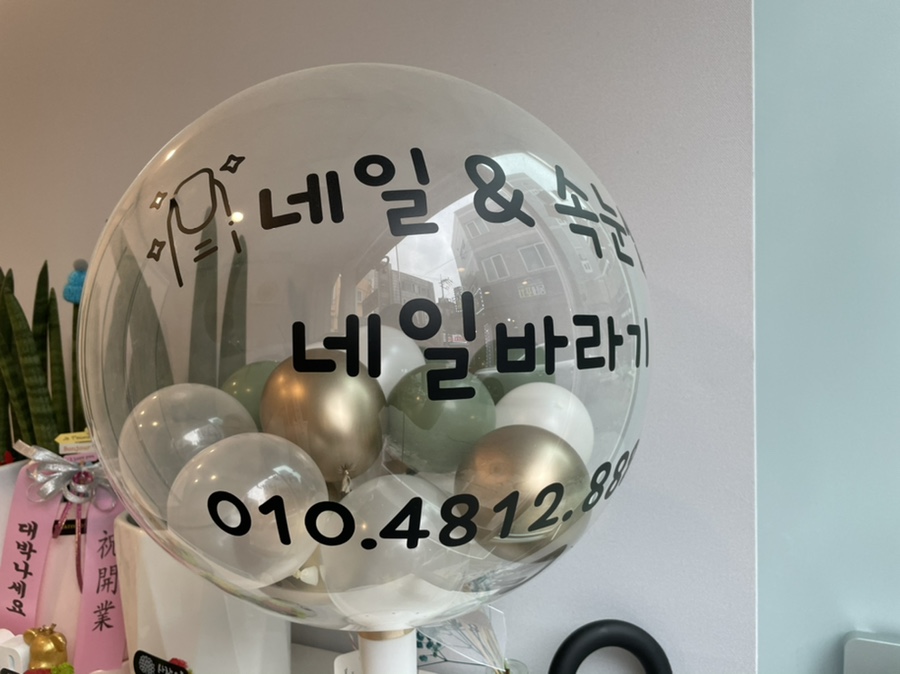 네일 & 속눈
네일바라기
010.4812.88
대박나세요
祝開業